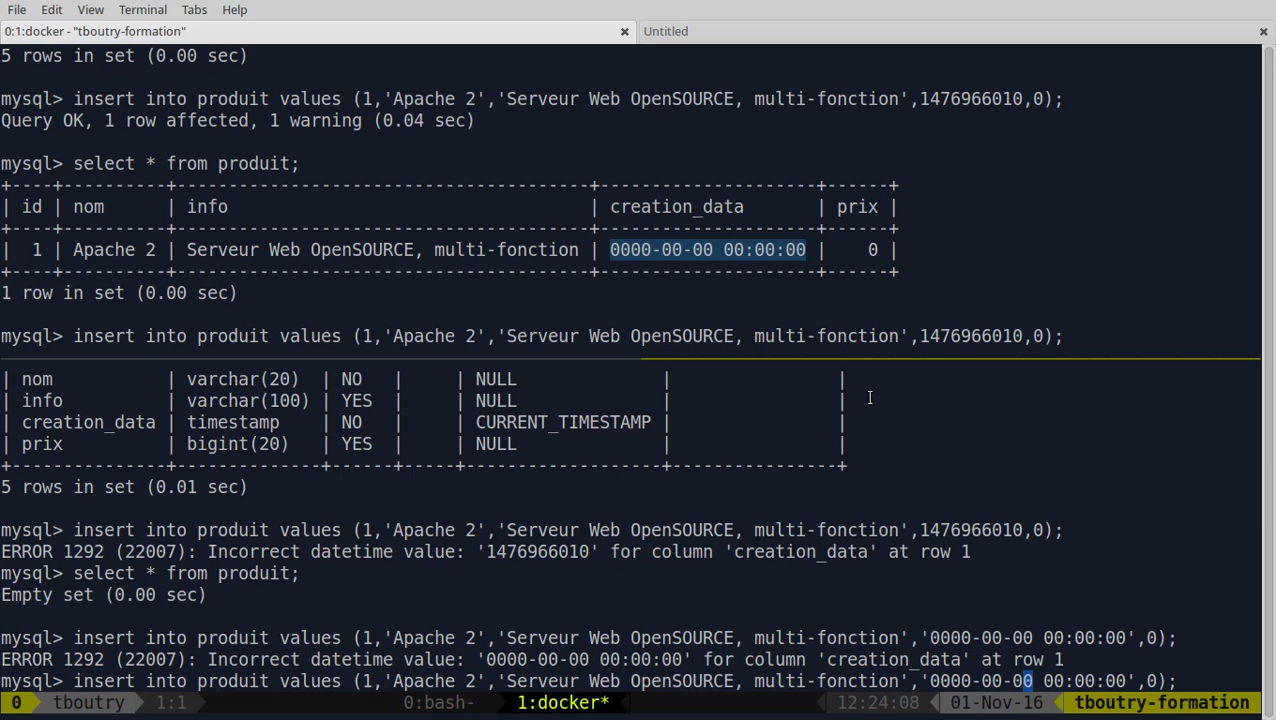 File Edit View Terminal Tabs Help
0:1:docker - "tboutry-formation" Untitled
5 rows in set (0.00 sec)
mysql> insert into produit values (1,'Apache 2','Serveur Web OpenSOURCE, multi-fonction',1476966010,0);
Query OK, 1 row affected, 1 warning (0.04 sec)
mysql> select * from produit;
+----+----------+----------------------------------------+---------------------+------+
| id | nom | info | creation_data | prix |
+----+----------+----------------------------------------+---------------------+------+
| 1 | Apache 2 | Serveur Web OpenSOURCE, multi-fonction | 0000-00-00 00:00:00 | 0 |
+----+----------+----------------------------------------+---------------------+------+
1 row in set (0.00 sec)
mysql> insert into produit values (1,'Apache 2','Serveur Web OpenSOURCE, multi-fonction',1476966010,0);
| nom | varchar(20) | NO | | NULL | |
| info | varchar(100) | YES | | NULL | |
| creation_data | timestamp | NO | | CURRENT_TIMESTAMP | |
| prix | bigint(20) | YES | | NULL | |
+---------------+--------------+------+-----+-------------------+----------------+
5 rows in set (0.01 sec)
mysql> insert into produit values (1,'Apache 2','Serveur Web OpenSOURCE, multi-fonction',1476966010,0);
ERROR 1292 (22007): Incorrect datetime value: '1476966010' for column 'creation_data' at row 1
mysql> select * from produit;
Empty set (0.00 sec)
mysql> insert into produit values (1,'Apache 2','Serveur Web OpenSOURCE, multi-fonction','0000-00-00 00:00:00',0);
ERROR 1292 (22007): Incorrect datetime value: '0000-00-00 00:00:00' for column 'creation_data' at row 1
mysql> insert into produit values (1,'Apache 2','Serveur Web OpenSOURCE, multi-fonction','0000-00-00 00:00:00',0);
0 tboutry 1:1 0:bash- 1:docker* 12:24:08 01-Nov-16 tboutry-formation